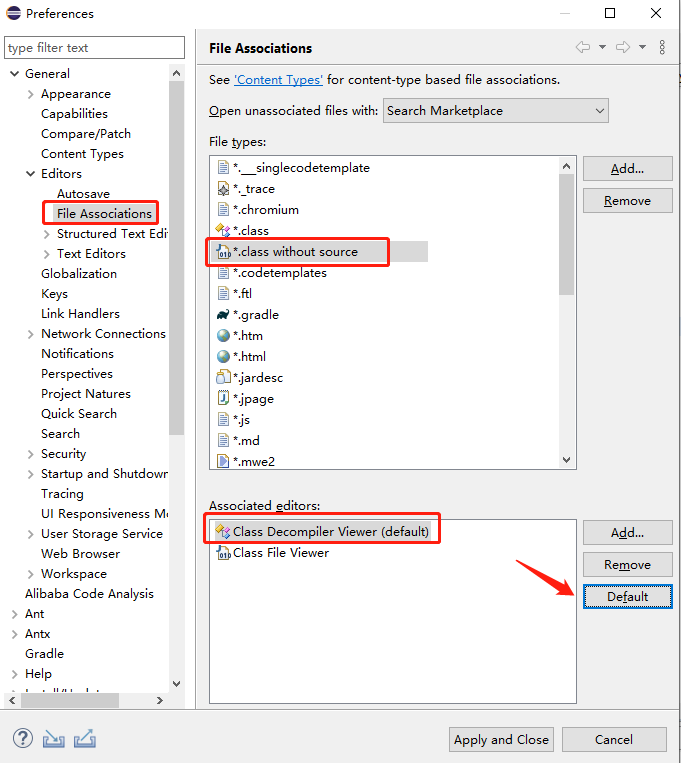 Preferences
type filter text
General
Appearance
Capabilities
Compare/Patch
Content Types
Editors
Autosave
File Associations
Structured Text Edi
Text Editors
Globalization
Keys
Link Handlers
Network Connections
Notifications
Perspectives
Project Natures
Quick Search
Search
Security
Startup and Shutdown
Tracing
UI Responsiveness Mo
User Storage Service
Web Browser
Workspace
Alibaba Code Analysis
Ant
Antx
Gradle
Help
File Associations
See 'Content Types' for content-type based file associations.
Open unassociated files with: Search Marketplace
File types:
*.__singlecodetemplate
*._trace
*.chromium
*.class
*.class without source
*.codetemplates
*.ftl
*.gradle
*.htm
*.html
*.jardesc
*.jpage
*.js
*.md
*.mwe2
Add...
Remove
Associated editors:
Class Decompiler Viewer (default)
Class File Viewer
Add...
Remove
Default
Apply and Close
Cancel